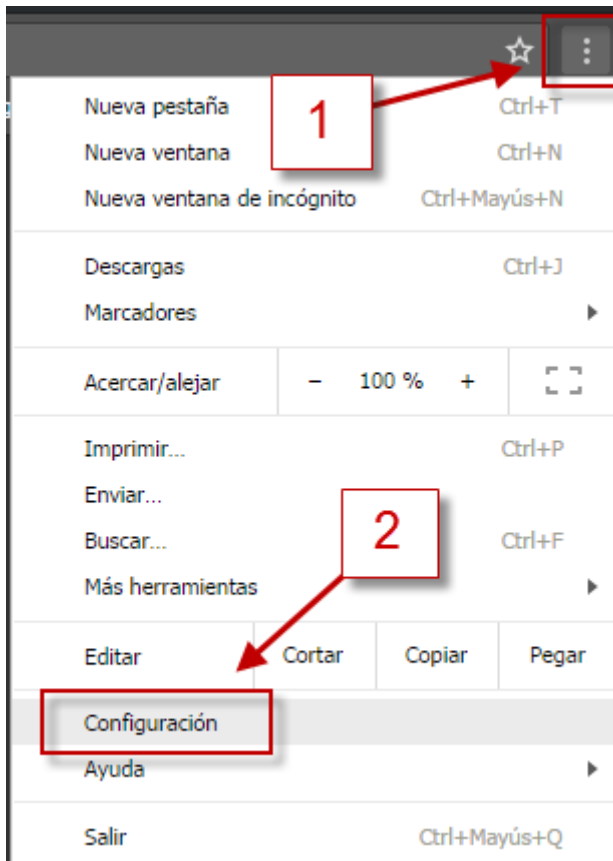 1
Nueva pestaña Ctrl+T
Nueva ventana Ctrl+N
Nueva ventana de incógnito Ctrl+Mayús+N
Descargas Ctrl+J
Marcadores
Acercar/alejar − 100 % +
Imprimir... Ctrl+P
Enviar...
2
Buscar... Ctrl+F
Más herramientas
Editar Cortar Copiar Pegar
Configuración
Ayuda
Salir Ctrl+Mayús+Q